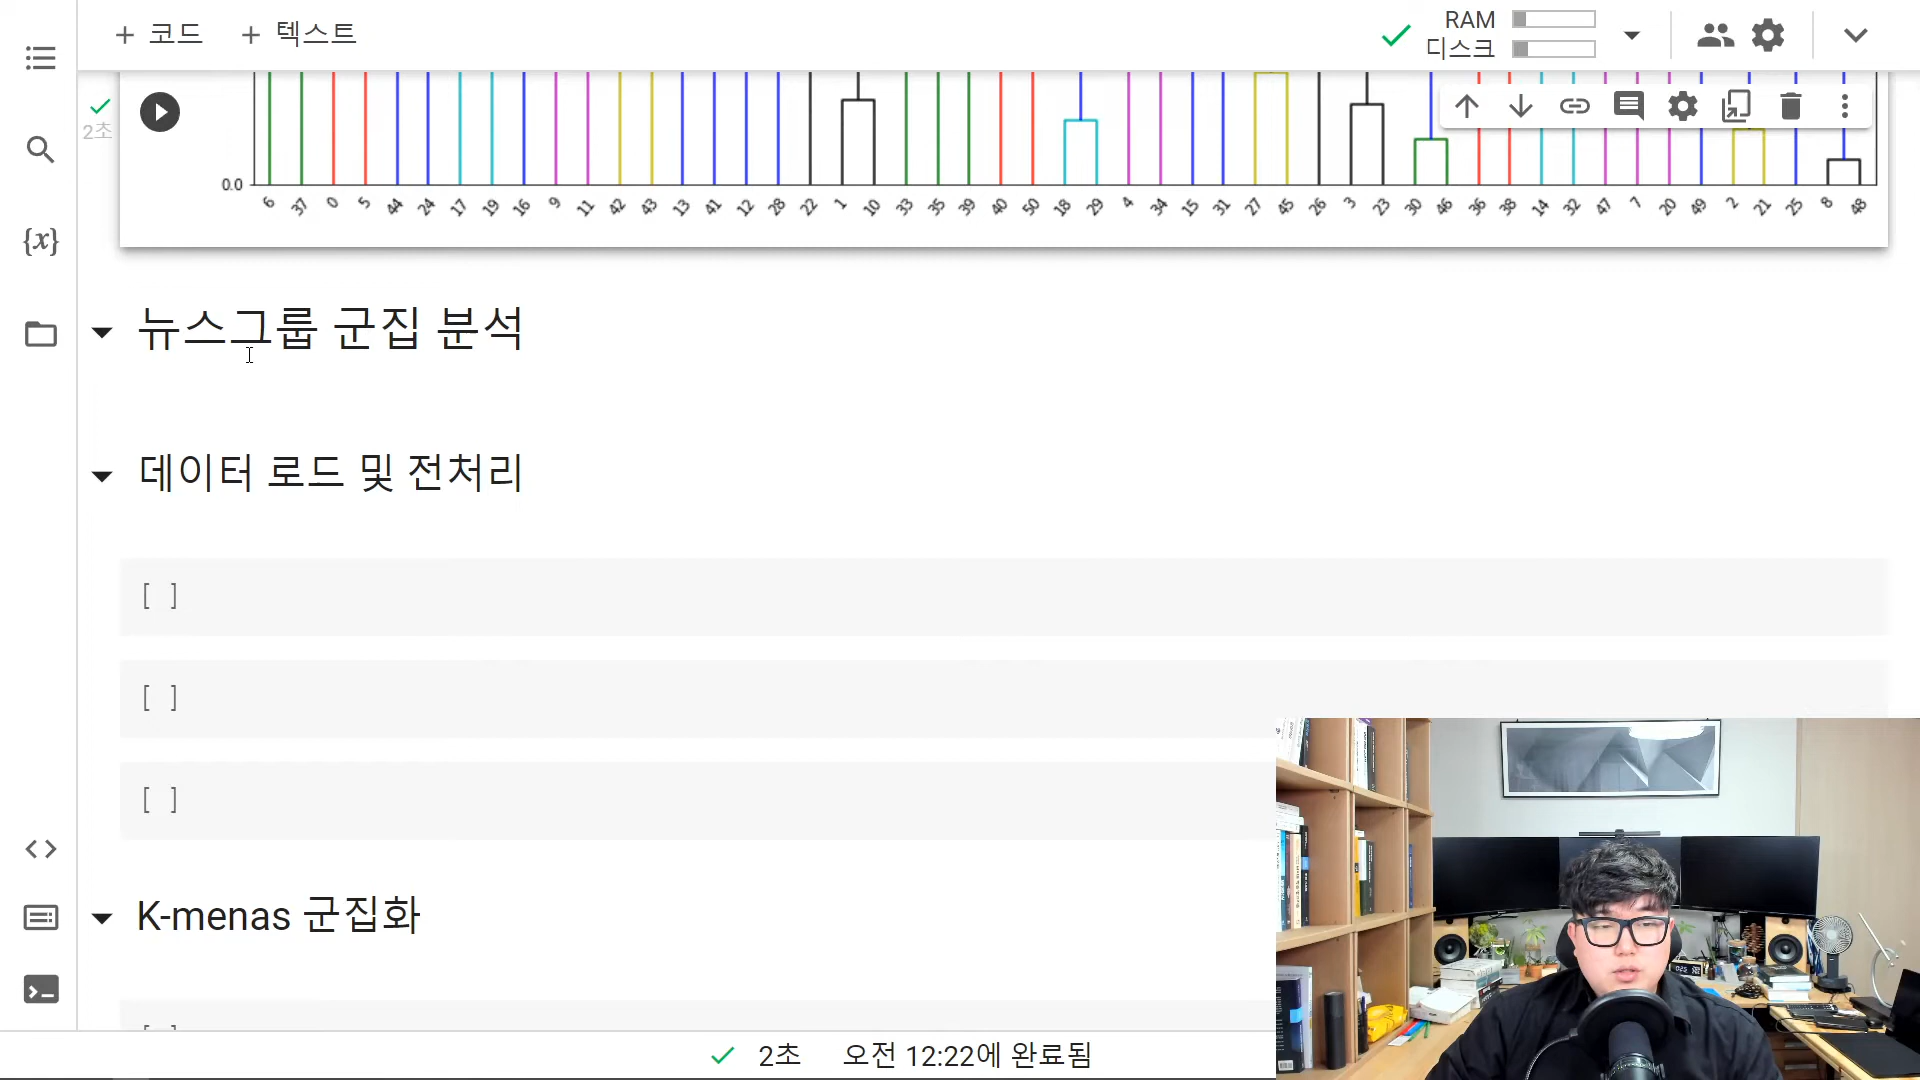 + 코드 + 텍스트
RAM
디스크
{x}
2초
0.0
6 37 0 5 44 24 17 19 16 9 11 42 43 13 41 12 28 22 1 10 33 35 39 40 50 18 29 4 34 15 31 27 45 26 3 23 30 46 36 38 14 32 47 7 20 49 2 21 25 8 48
뉴스그룹 군집 분석
데이터 로드 및 전처리
[ ]
[ ]
[ ]
K-menas 군집화
2초 오전 12:22에 완료됨